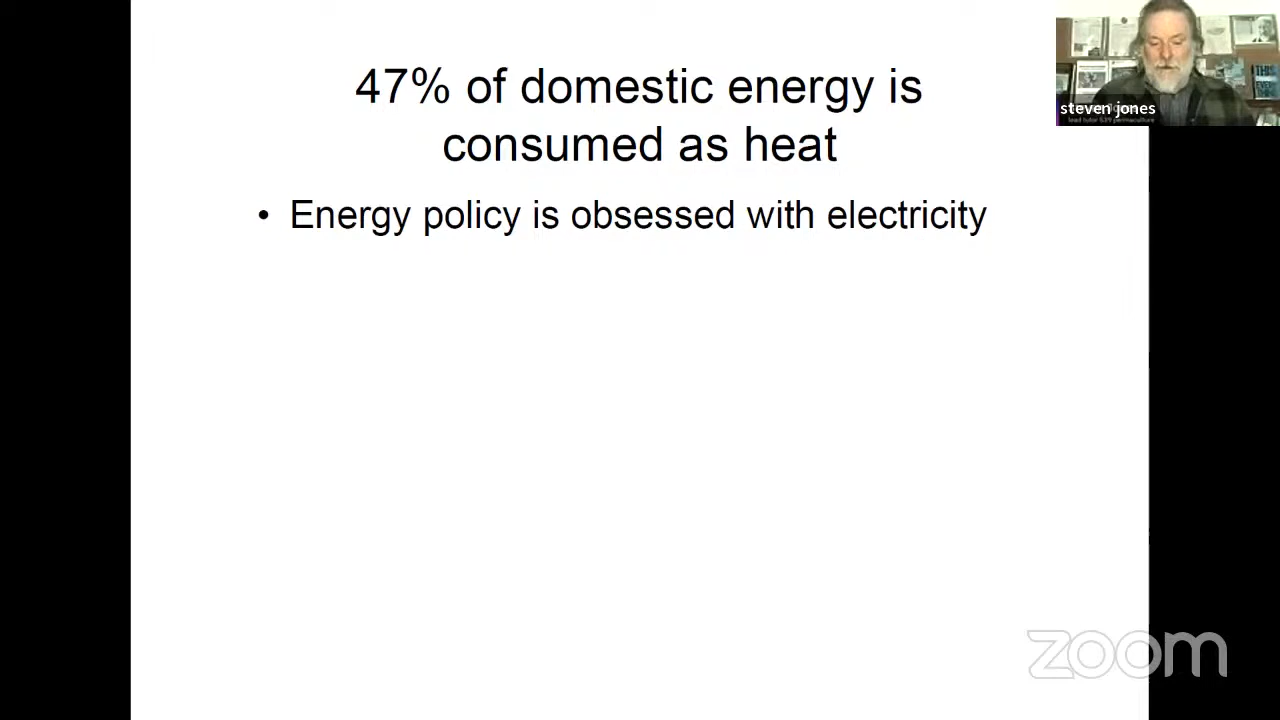 47% of domestic energy is
consumed as heat
• Energy policy is obsessed with electricity
steven jones
zoom